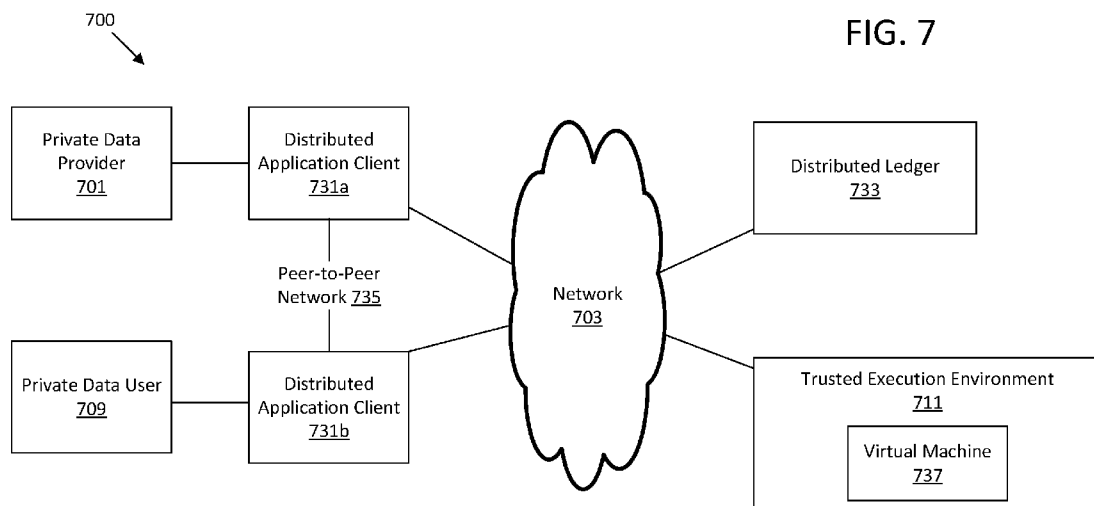 700
FIG. 7
Private Data
Provider
701
Distributed
Application Client
731a
Distributed Ledger
733
Peer-to-Peer
Network 735
Network
703
Private Data User
709
Distributed
Application Client
731b
Trusted Execution Environment
711
Virtual Machine
737